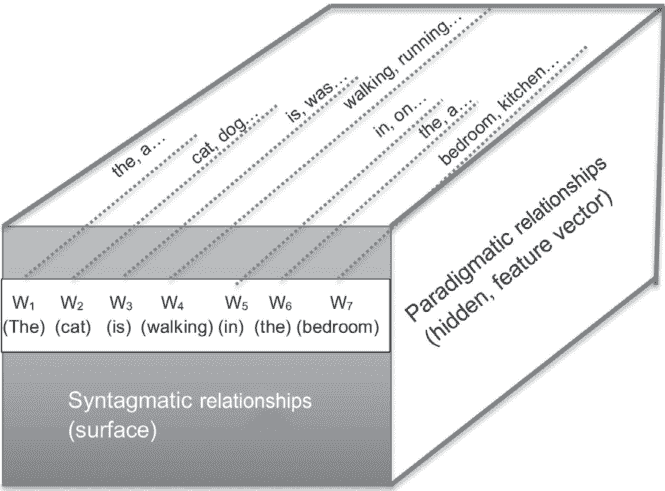 the, a...
cat, dog...
is, was...
walking, running...
in, on...
the, a...
bedroom, kitchen...
W₁ W₂ W₃ W₄ W₅ W₆ W₇
(The) (cat) (is) (walking) (in) (the) (bedroom)
Syntagmatic relationships
(surface)
Paradigmatic relationships
(hidden, feature vector)